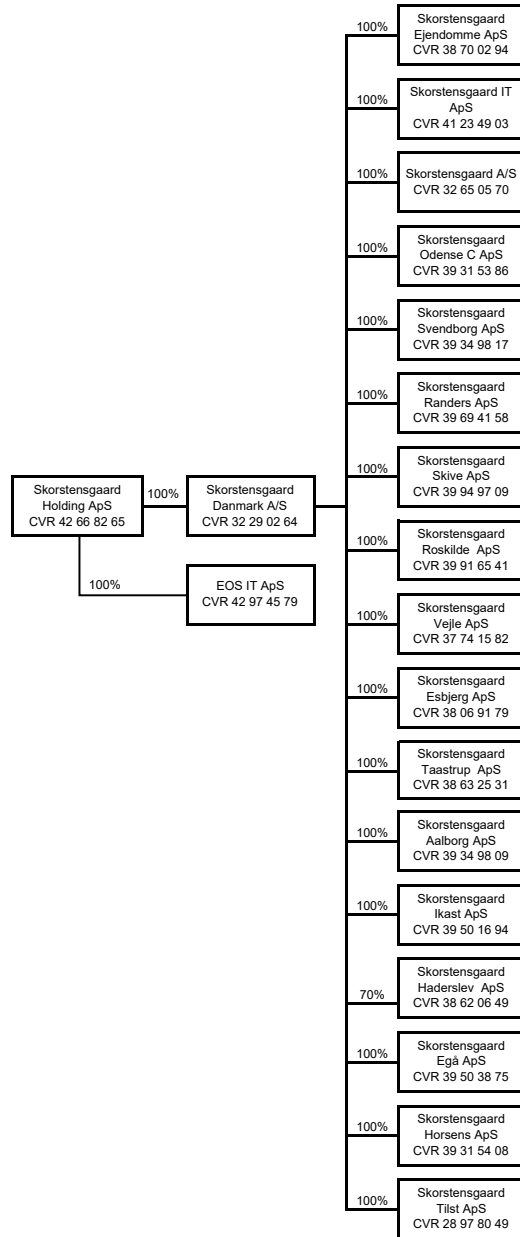 100%
Skorstensgaard
Ejendomme ApS
CVR 38 70 02 94
100%
Skorstensgaard IT
ApS
CVR 41 23 49 03
100%
Skorstensgaard A/S
CVR 32 65 05 70
100%
Skorstensgaard
Odense C ApS
CVR 39 31 53 86
100%
Skorstensgaard
Svendborg ApS
CVR 39 34 98 17
100%
Skorstensgaard
Randers ApS
CVR 39 69 41 58
100%
Skorstensgaard
Skive ApS
CVR 39 94 97 09
Skorstensgaard
Holding ApS
CVR 42 66 82 65
100%
Skorstensgaard
Danmark A/S
CVR 32 29 02 64
100%
Skorstensgaard
Roskilde  ApS
CVR 39 91 65 41
100%
EOS IT ApS
CVR 42 97 45 79
100%
Skorstensgaard
Vejle ApS
CVR 37 74 15 82
100%
Skorstensgaard
Esbjerg ApS
CVR 38 06 91 79
100%
Skorstensgaard
Taastrup  ApS
CVR 38 63 25 31
100%
Skorstensgaard
Aalborg ApS
CVR 39 34 98 09
100%
Skorstensgaard
Ikast ApS
CVR 39 50 16 94
70%
Skorstensgaard
Haderslev  ApS
CVR 38 62 06 49
100%
Skorstensgaard
Egå ApS
CVR 39 50 38 75
100%
Skorstensgaard
Horsens ApS
CVR 39 31 54 08
100%
Skorstensgaard
Tilst ApS
CVR 28 97 80 49